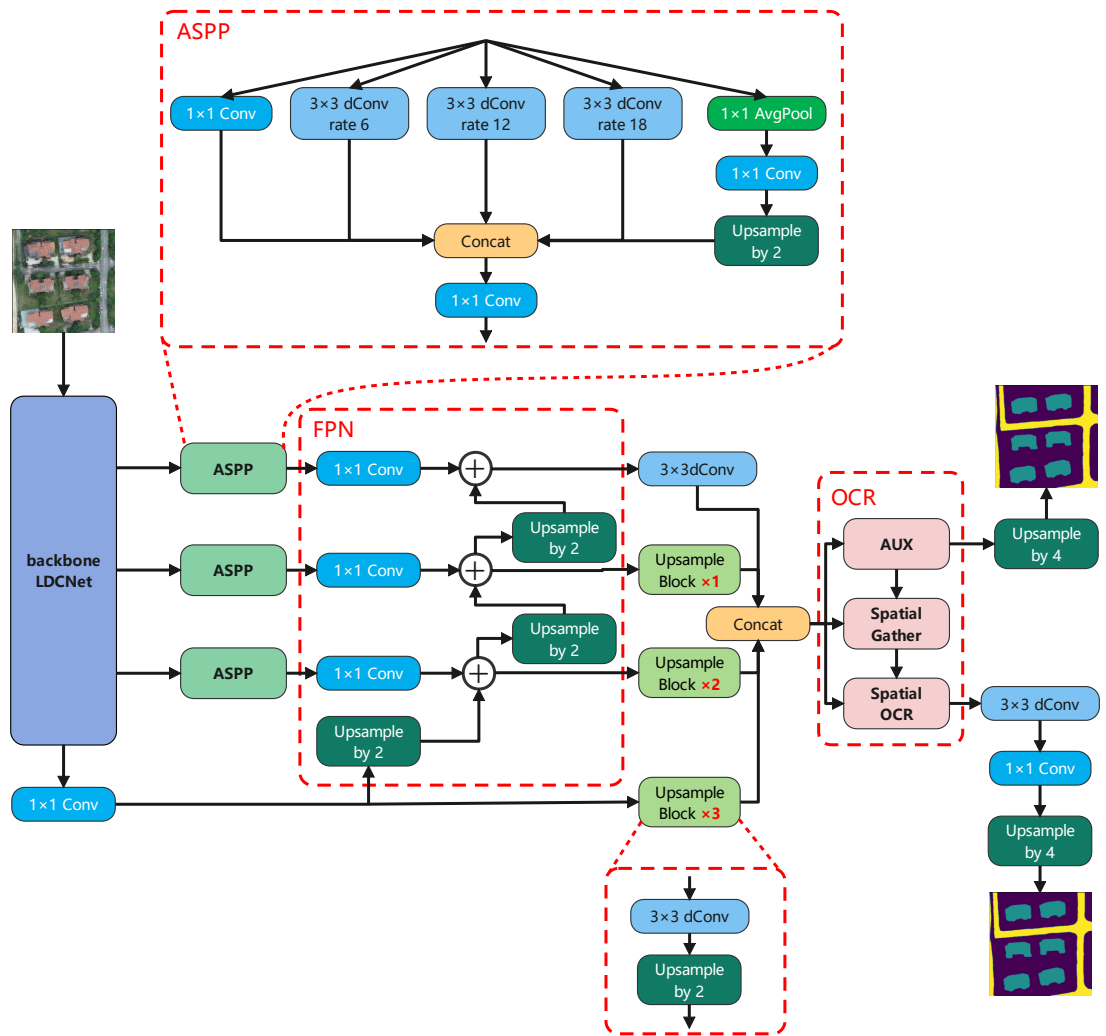 ASPP
1×1 Conv
3×3 dConv
rate 6
3×3 dConv
rate 12
3×3 dConv
rate 18
1×1 AvgPool
1×1 Conv
Upsample
by 2
Concat
1×1 Conv
backbone
LDCNet
1×1 Conv
ASPP
ASPP
ASPP
FPN
1×1 Conv
Upsample
by 2
1×1 Conv
Upsample
by 2
1×1 Conv
Upsample
by 2
3×3dConv
Upsample
Block ×1
Upsample
Block ×2
Upsample
Block ×3
Concat
3×3 dConv
Upsample
by 2
OCR
AUX
Spatial
Gather
Spatial
OCR
Upsample
by 4
3×3 dConv
1×1 Conv
Upsample
by 4